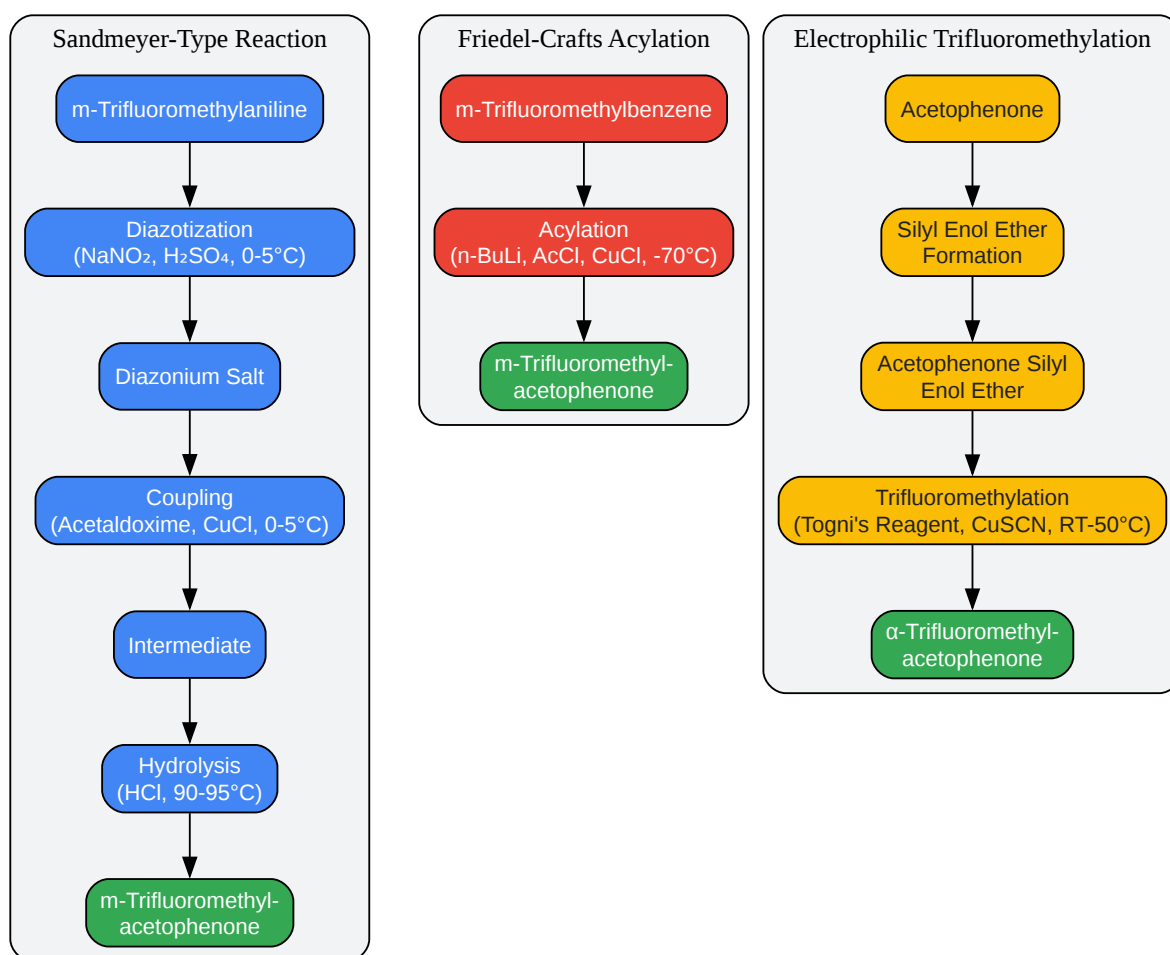 Sandmeyer-Type Reaction
m-Trifluoromethylaniline
Diazotization
(NaNO₂, H₂SO₄, 0-5°C)
Diazonium Salt
Coupling
(Acetaldoxime, CuCl, 0-5°C)
Intermediate
Hydrolysis
(HCl, 90-95°C)
m-Trifluoromethyl-
acetophenone
Friedel-Crafts Acylation
m-Trifluoromethylbenzene
Acylation
(n-BuLi, AcCl, CuCl, -70°C)
m-Trifluoromethyl-
acetophenone
Electrophilic Trifluoromethylation
Acetophenone
Silyl Enol Ether
Formation
Acetophenone Silyl
Enol Ether
Trifluoromethylation
(Togni's Reagent, CuSCN, RT-50°C)
α-Trifluoromethyl-
acetophenone